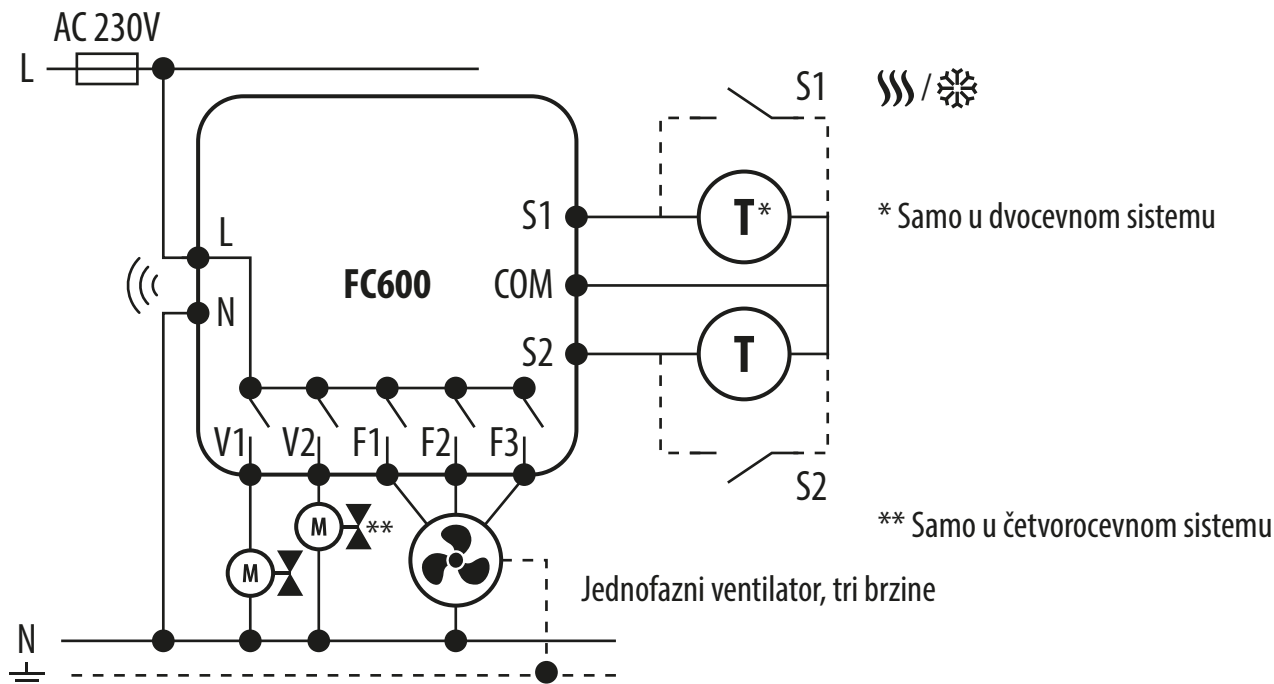 AC 230V
L
S1
/
S1
T*
* Samo u dvocevnom sistemu
L
FC600
COM
N
S2
T
V1 V2 F1 F2 F3
S2
M
**
** Samo u četvorocevnom sistemu
M
Jednofazni ventilator, tri brzine
N